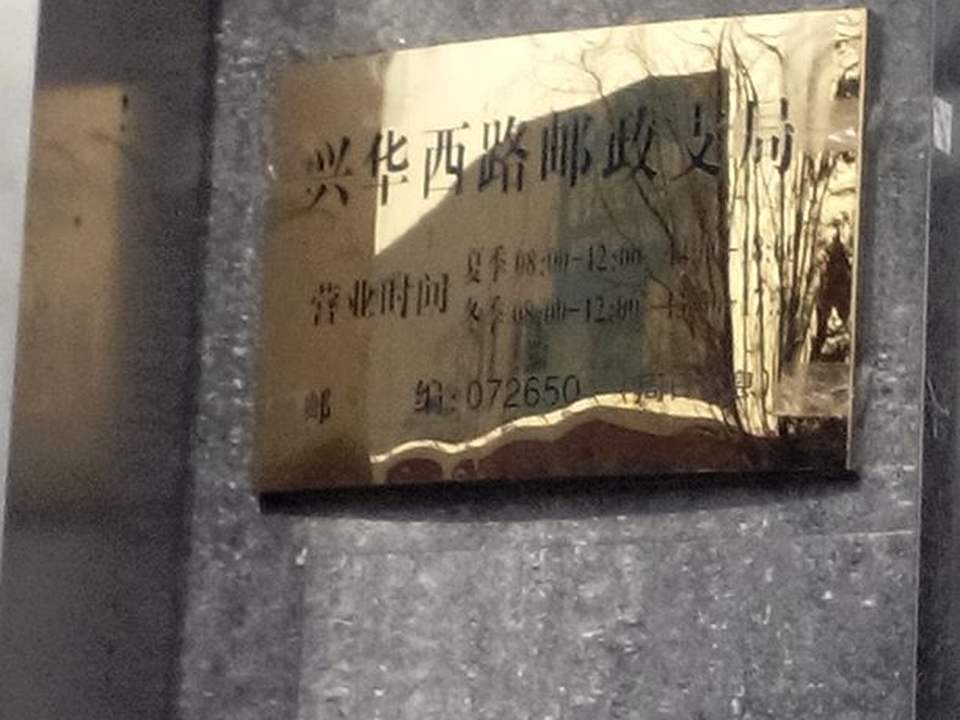 兴华西路邮政支局
营业时间
夏季 08:00-12:00
冬季 08:00-12:00
邮 编:072650